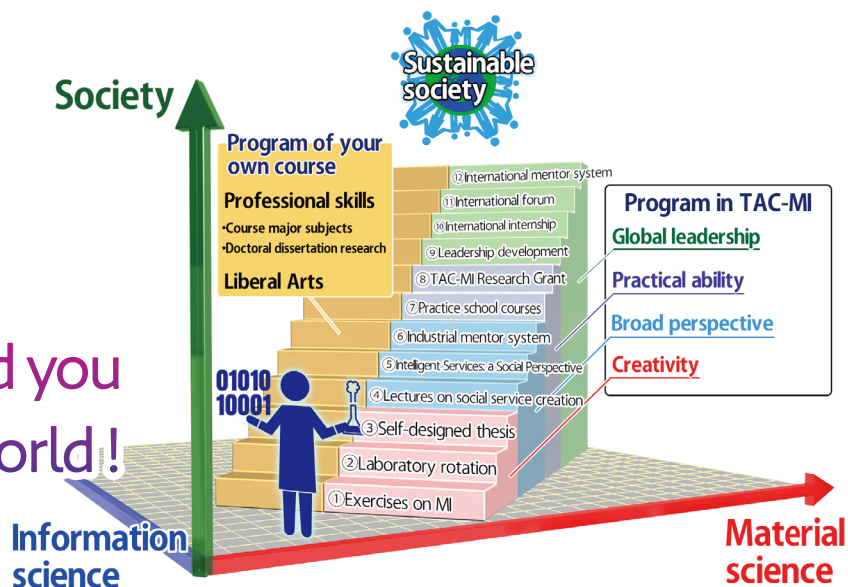 Sustainable
society
Society
Program of your
own course
Professional skills
•Course major subjects
•Doctoral dissertation research
Liberal Arts
⑫International mentor system
⑪International forum
⑩International internship
⑨Leadership development
⑧TAC-MI Research Grant
⑦Practice school courses
⑥Industrial mentor system
⑤Intelligent Services: a Social Perspective
④Lectures on social service creation
③Self-designed thesis
②Laboratory rotation
①Exercises on MI
Program in TAC-MI
Global leadership
Practical ability
Broad perspective
Creativity
d you
orld !
01010
10001
Information
science
Material
science